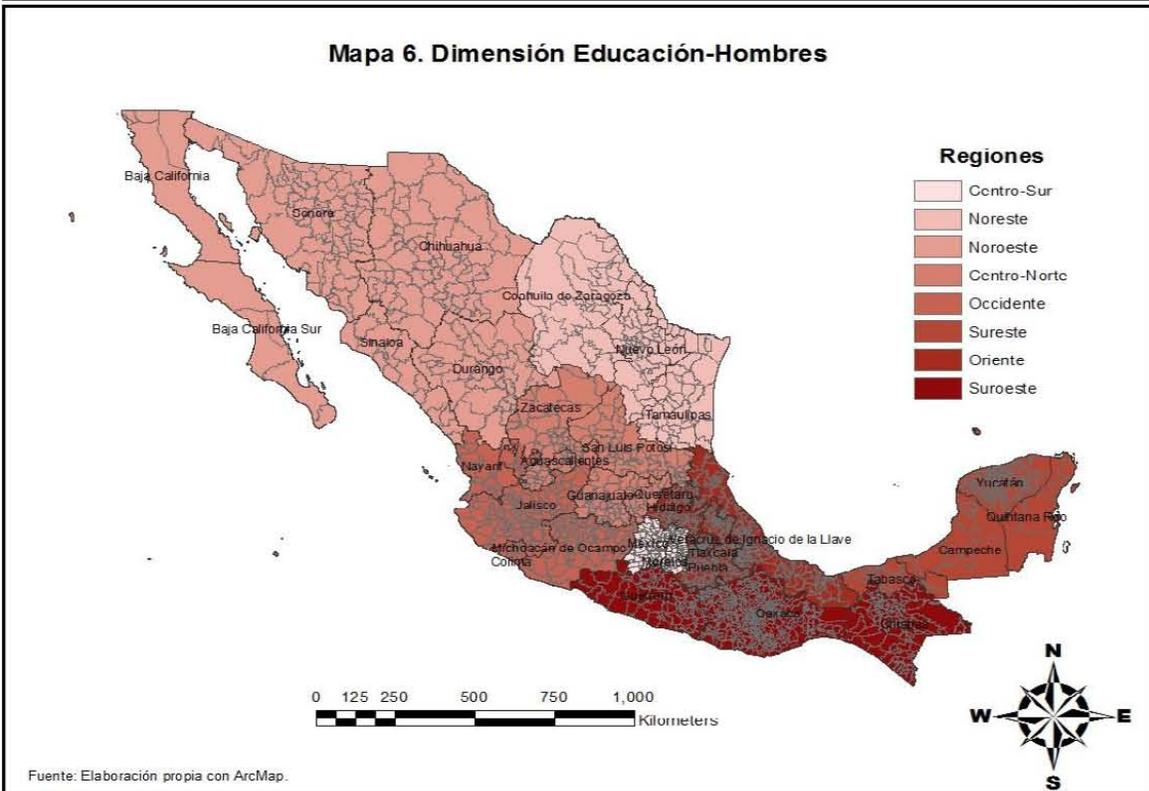 Mapa 6. Dimensión Educación-Hombres
Regiones
Centro-Sur
Noreste
Noroeste
Centro-Norte
Occidente
Sureste
Oriente
Suroeste
Baja California
Sonora
Chihuahua
Coahuila de Zaragoza
Baja California Sur
Sinaloa
Nuevo León
Durango
Zacatecas
Tamaulipas
San Luis Potosí
Nayarit
Aguascalientes
Yucatán
Guanajuato
Querétaro
Jalisco
Hidalgo
Quintana Roo
Michoacán de Ocampo
México
Veracruz de Ignacio de la Llave
Tlaxcala
Campeche
Colima
Morelos
Puebla
Tabasco
Guerrero
Oaxaca
Chiapas
0 125 250 500 750 1,000
Kilometers
N
W E
S
Fuente: Elaboración propia con ArcMap.